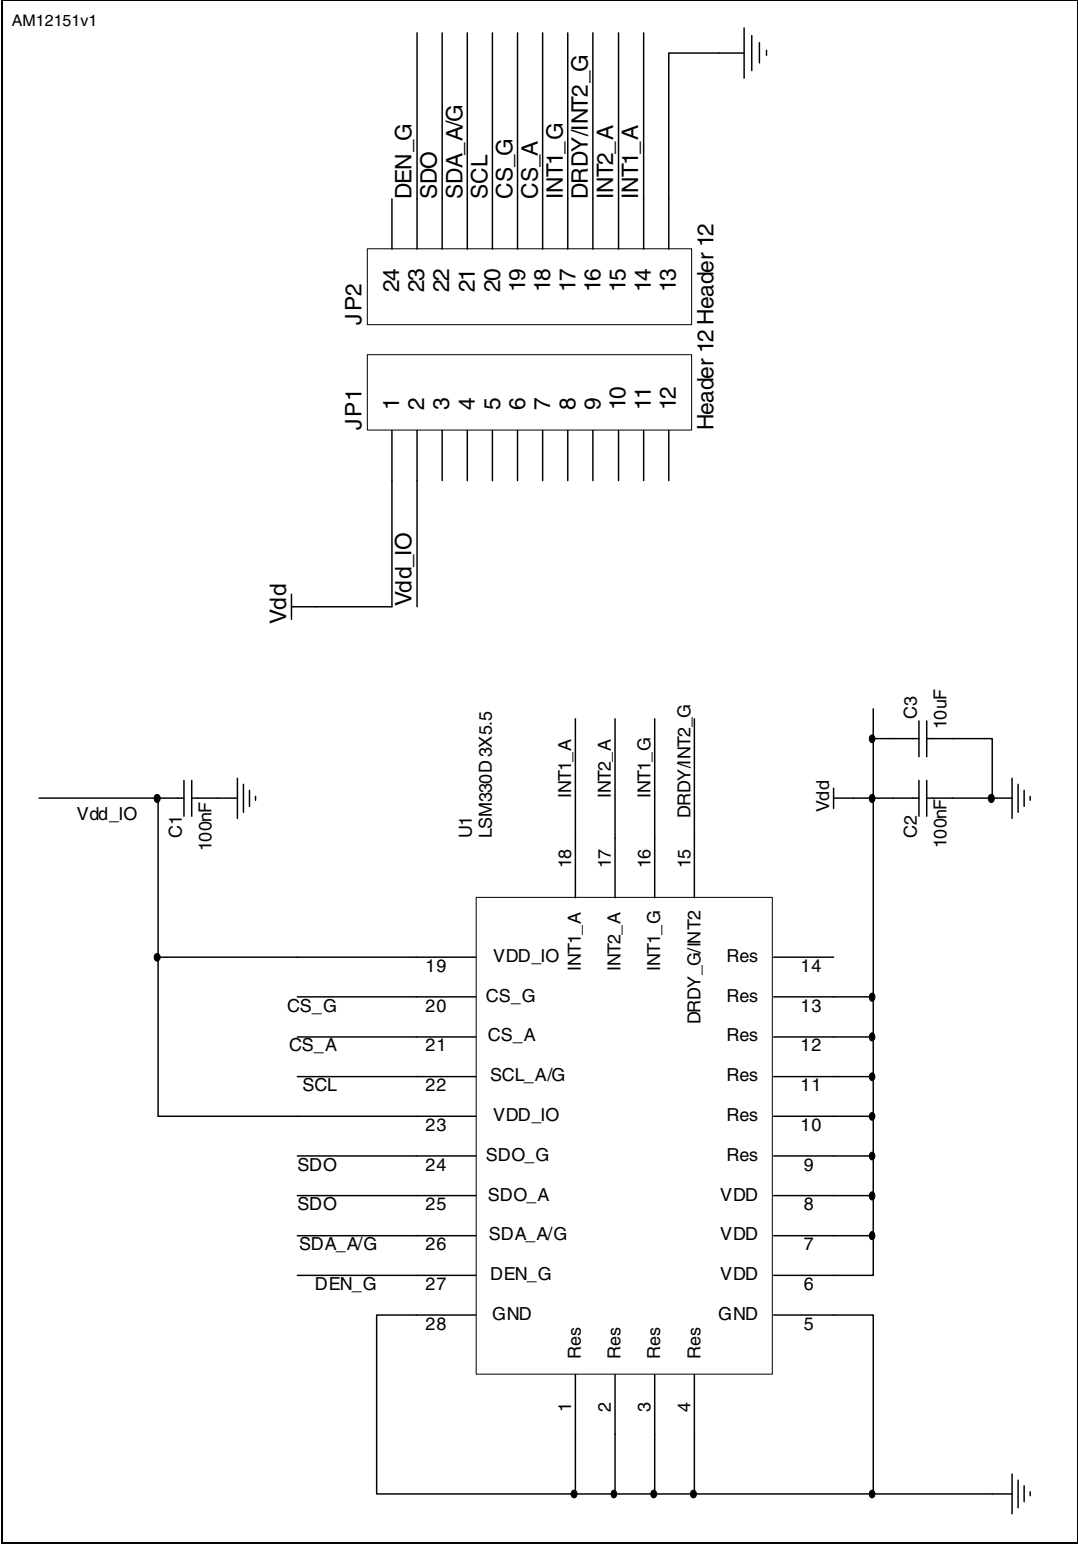 AM12151v1
DEN_G
SDO
SDA_A/G
SCL
CS_G
CS_A
INT1_G
DRDY/INT2_G
INT2_A
INT1_A
JP2
24
23
22
21
20
19
18
17
16
15
14
13
Header 12
JP1
1
2
3
4
5
6
7
8
9
10
11
12
Header 12
Vdd
Vdd_IO
Vdd_IO
C1
100nF
U1
LSM330D 3X5.5
INT1_A
INT2_A
INT1_G
DRDY/INT2_G
18
17
16
15
INT1_A
INT2_A
INT1_G
DRDY_G/INT2
Vdd
C3
10uF
C2
100nF
19
VDD_IO
CS_G
20
CS_G
CS_A
21
CS_A
SCL
22
SCL_A/G
23
VDD_IO
SDO
24
SDO_G
SDO
25
SDO_A
SDA_A/G
26
SDA_A/G
DEN_G
27
DEN_G
28
GND
Res
14
Res
13
Res
12
Res
11
Res
10
Res
9
VDD
8
VDD
7
VDD
6
GND
5
Res
Res
Res
Res
1
2
3
4